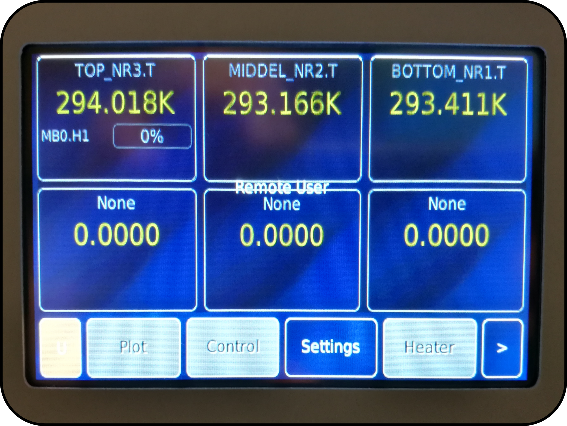 TOP_NR3.T
294.018K
MB0.H1 0%
MIDDEL_NR2.T
293.166K
BOTTOM_NR1.T
293.411K
Remote User
None
0.0000
None
0.0000
None
0.0000
Plot
Control
Settings
Heater
>